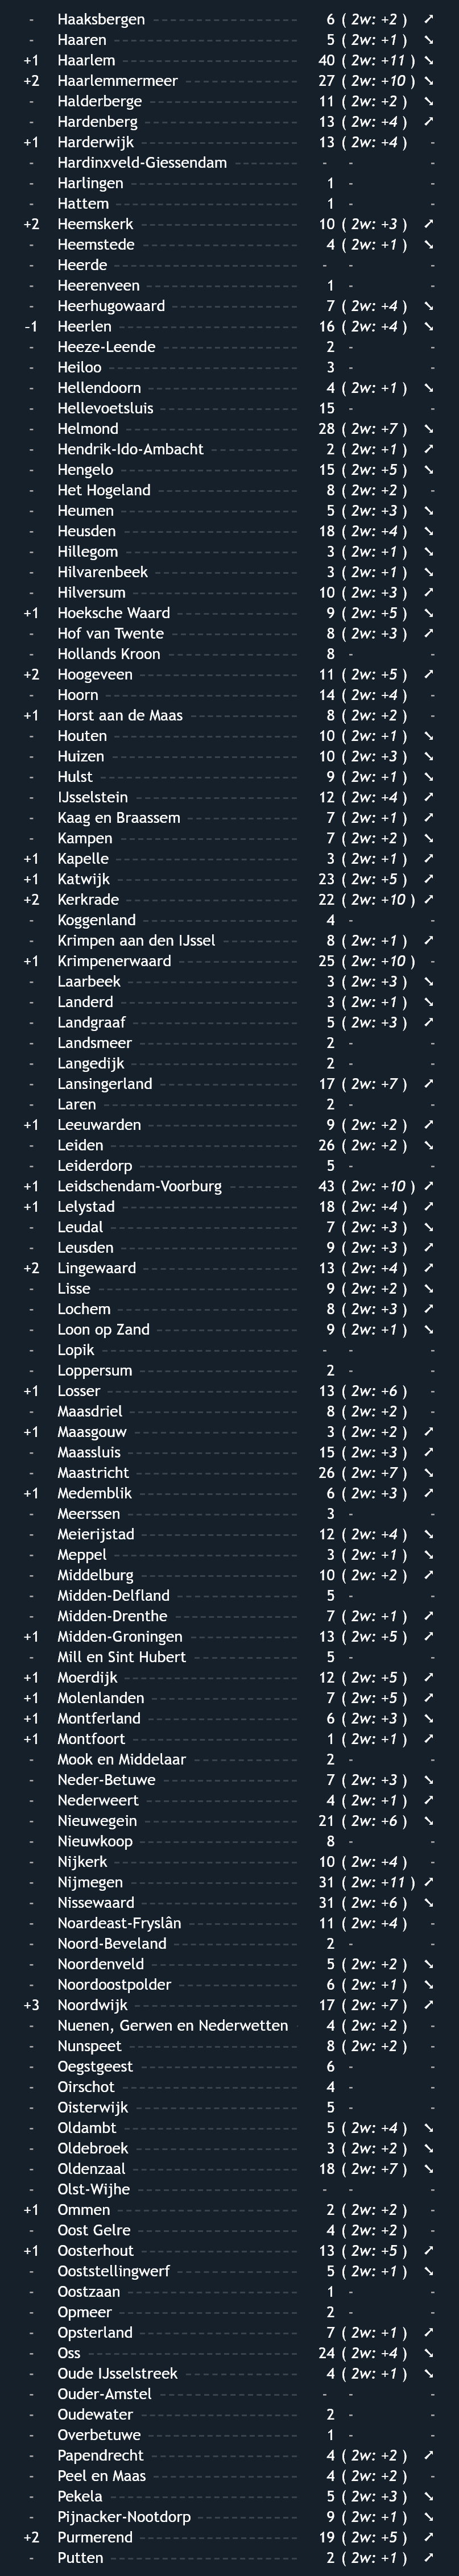 - Haaksbergen 6 ( 2w: +2 ) ↗
- Haaren 5 ( 2w: +1 ) ↘
+1 Haarlem 40 ( 2w: +11 ) ↘
+2 Haarlemmermeer 27 ( 2w: +10 ) ↘
- Halderberge 11 ( 2w: +2 ) ↘
- Hardenberg 13 ( 2w: +4 ) ↗
+1 Harderwijk 13 ( 2w: +4 ) -
- Hardinxveld-Giessendam - - -
- Harlingen 1 - -
- Hattem 1 - -
+2 Heemskerk 10 ( 2w: +3 ) ↗
- Heemstede 4 ( 2w: +1 ) ↘
- Heerde - - -
- Heerenveen 1 - -
- Heerhugowaard 7 ( 2w: +4 ) ↘
-1 Heerlen 16 ( 2w: +4 ) ↘
- Heeze-Leende 2 - -
- Heiloo 3 - -
- Hellendoorn 4 ( 2w: +1 ) ↘
- Hellevoetsluis 15 - -
- Helmond 28 ( 2w: +7 ) ↘
- Hendrik-Ido-Ambacht 2 ( 2w: +1 ) ↗
- Hengelo 15 ( 2w: +5 ) ↘
- Het Hogeland 8 ( 2w: +2 ) -
- Heumen 5 ( 2w: +3 ) ↘
- Heusden 18 ( 2w: +4 ) ↘
- Hillegom 3 ( 2w: +1 ) ↘
- Hilvarenbeek 3 ( 2w: +1 ) ↘
- Hilversum 10 ( 2w: +3 ) ↗
+1 Hoeksche Waard 9 ( 2w: +5 ) ↘
- Hof van Twente 8 ( 2w: +3 ) ↗
- Hollands Kroon 8 - -
+2 Hoogeveen 11 ( 2w: +5 ) ↗
- Hoorn 14 ( 2w: +4 ) -
+1 Horst aan de Maas 8 ( 2w: +2 ) -
- Houten 10 ( 2w: +1 ) ↘
- Huizen 10 ( 2w: +3 ) ↘
- Hulst 9 ( 2w: +1 ) ↘
- IJsselstein 12 ( 2w: +4 ) ↗
- Kaag en Braassem 7 ( 2w: +1 ) ↗
- Kampen 7 ( 2w: +2 ) ↘
+1 Kapelle 3 ( 2w: +1 ) ↗
+1 Katwijk 23 ( 2w: +5 ) ↗
+2 Kerkrade 22 ( 2w: +10 ) ↗
- Koggenland 4 - -
- Krimpen aan den IJssel 8 ( 2w: +1 ) ↗
+1 Krimpenerwaard 25 ( 2w: +10 ) -
- Laarbeek 3 ( 2w: +3 ) ↘
- Landerd 3 ( 2w: +1 ) ↘
- Landgraaf 5 ( 2w: +3 ) ↗
- Landsmeer 2 - -
- Langedijk 2 - -
- Lansingerland 17 ( 2w: +7 ) ↗
- Laren 2 - -
+1 Leeuwarden 9 ( 2w: +2 ) ↗
- Leiden 26 ( 2w: +2 ) ↘
- Leiderdorp 5 - -
+1 Leidschendam-Voorburg 43 ( 2w: +10 ) ↗
+1 Lelystad 18 ( 2w: +4 ) ↗
- Leudal 7 ( 2w: +3 ) ↘
- Leusden 9 ( 2w: +3 ) ↗
+2 Lingewaard 13 ( 2w: +4 ) ↗
- Lisse 9 ( 2w: +2 ) ↘
- Lochem 8 ( 2w: +3 ) ↗
- Loon op Zand 9 ( 2w: +1 ) ↘
- Lopik - - -
- Loppersum 2 - -
+1 Losser 13 ( 2w: +6 ) -
- Maasdriel 8 ( 2w: +2 ) -
+1 Maasgouw 3 ( 2w: +2 ) ↗
- Maassluis 15 ( 2w: +3 ) ↗
- Maastricht 26 ( 2w: +7 ) ↘
+1 Medemblik 6 ( 2w: +3 ) ↗
- Meerssen 3 - -
- Meierijstad 12 ( 2w: +4 ) ↘
- Meppel 3 ( 2w: +1 ) ↘
- Middelburg 10 ( 2w: +2 ) ↗
- Midden-Delfland 5 - -
- Midden-Drenthe 7 ( 2w: +1 ) ↗
+1 Midden-Groningen 13 ( 2w: +5 ) ↗
- Mill en Sint Hubert 5 - -
+1 Moerdijk 12 ( 2w: +5 ) ↗
+1 Molenlanden 7 ( 2w: +5 ) ↗
+1 Montferland 6 ( 2w: +3 ) ↘
+1 Montfoort 1 ( 2w: +1 ) ↗
- Mook en Middelaar 2 - -
- Neder-Betuwe 7 ( 2w: +3 ) ↘
- Nederweert 4 ( 2w: +1 ) ↗
- Nieuwegein 21 ( 2w: +6 ) ↘
- Nieuwkoop 8 - -
- Nijkerk 10 ( 2w: +4 ) -
- Nijmegen 31 ( 2w: +11 ) ↗
- Nissewaard 31 ( 2w: +6 ) ↘
- Noardeast-Fryslân 11 ( 2w: +4 ) -
- Noord-Beveland 2 - -
- Noordenveld 5 ( 2w: +2 ) ↘
- Noordoostpolder 6 ( 2w: +1 ) ↘
+3 Noordwijk 17 ( 2w: +7 ) ↗
- Nuenen, Gerwen en Nederwetten 4 ( 2w: +2 ) -
- Nunspeet 8 ( 2w: +2 ) -
- Oegstgeest 6 - -
- Oirschot 4 - -
- Oisterwijk 5 - -
- Oldambt 5 ( 2w: +4 ) ↘
- Oldebroek 3 ( 2w: +2 ) ↘
- Oldenzaal 18 ( 2w: +7 ) ↘
- Olst-Wijhe - - -
+1 Ommen 2 ( 2w: +2 ) -
- Oost Gelre 4 ( 2w: +2 ) -
+1 Oosterhout 13 ( 2w: +5 ) ↗
- Ooststellingwerf 5 ( 2w: +1 ) ↘
- Oostzaan 1 - -
- Opmeer 2 - -
- Opsterland 7 ( 2w: +1 ) ↗
- Oss 24 ( 2w: +4 ) ↘
- Oude IJsselstreek 4 ( 2w: +1 ) ↘
- Ouder-Amstel - - -
- Oudewater 2 - -
- Overbetuwe 1 - -
- Papendrecht 4 ( 2w: +2 ) ↗
- Peel en Maas 4 ( 2w: +2 ) -
- Pekela 5 ( 2w: +3 ) ↘
- Pijnacker-Nootdorp 9 ( 2w: +1 ) ↘
+2 Purmerend 19 ( 2w: +5 ) ↗
- Putten 2 ( 2w: +1 ) ↗